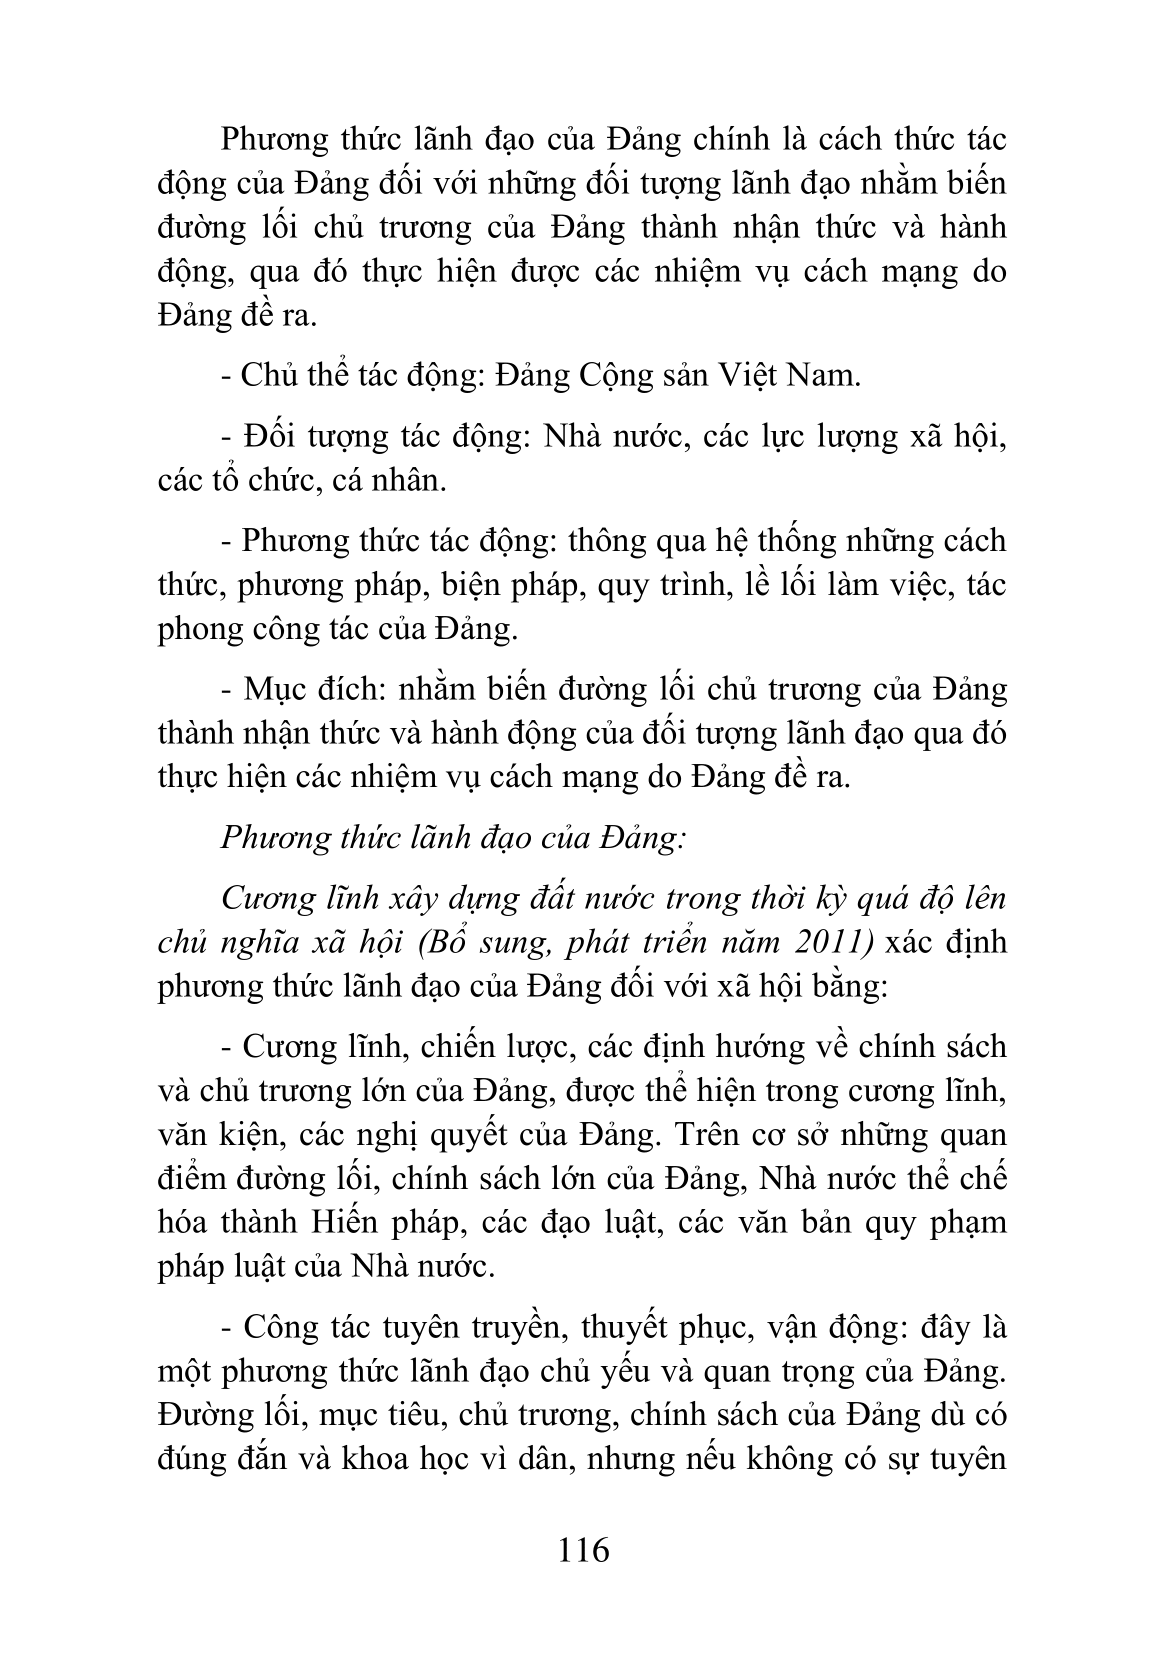 Phương thức lãnh đạo của Đảng chính là cách thức tác
động của Đảng đối với những đối tượng lãnh đạo nhằm biến
đường lối chủ trương của Đảng thành nhận thức và hành
động, qua đó thực hiện được các nhiệm vụ cách mạng do
Đảng đề ra.
- Chủ thể tác động: Đảng Cộng sản Việt Nam.
- Đối tượng tác động: Nhà nước, các lực lượng xã hội,
các tổ chức, cá nhân.
- Phương thức tác động: thông qua hệ thống những cách
thức, phương pháp, biện pháp, quy trình, lề lối làm việc, tác
phong công tác của Đảng.
- Mục đích: nhằm biến đường lối chủ trương của Đảng
thành nhận thức và hành động của đối tượng lãnh đạo qua đó
thực hiện các nhiệm vụ cách mạng do Đảng đề ra.
Phương thức lãnh đạo của Đảng:
Cương lĩnh xây dựng đất nước trong thời kỳ quá độ lên
chủ nghĩa xã hội (Bổ sung, phát triển năm 2011) xác định
phương thức lãnh đạo của Đảng đối với xã hội bằng:
- Cương lĩnh, chiến lược, các định hướng về chính sách
và chủ trương lớn của Đảng, được thể hiện trong cương lĩnh,
văn kiện, các nghị quyết của Đảng. Trên cơ sở những quan
điểm đường lối, chính sách lớn của Đảng, Nhà nước thể chế
hóa thành Hiến pháp, các đạo luật, các văn bản quy phạm
pháp luật của Nhà nước.
- Công tác tuyên truyền, thuyết phục, vận động: đây là
một phương thức lãnh đạo chủ yếu và quan trọng của Đảng.
Đường lối, mục tiêu, chủ trương, chính sách của Đảng dù có
đúng đắn và khoa học vì dân, nhưng nếu không có sự tuyên
116